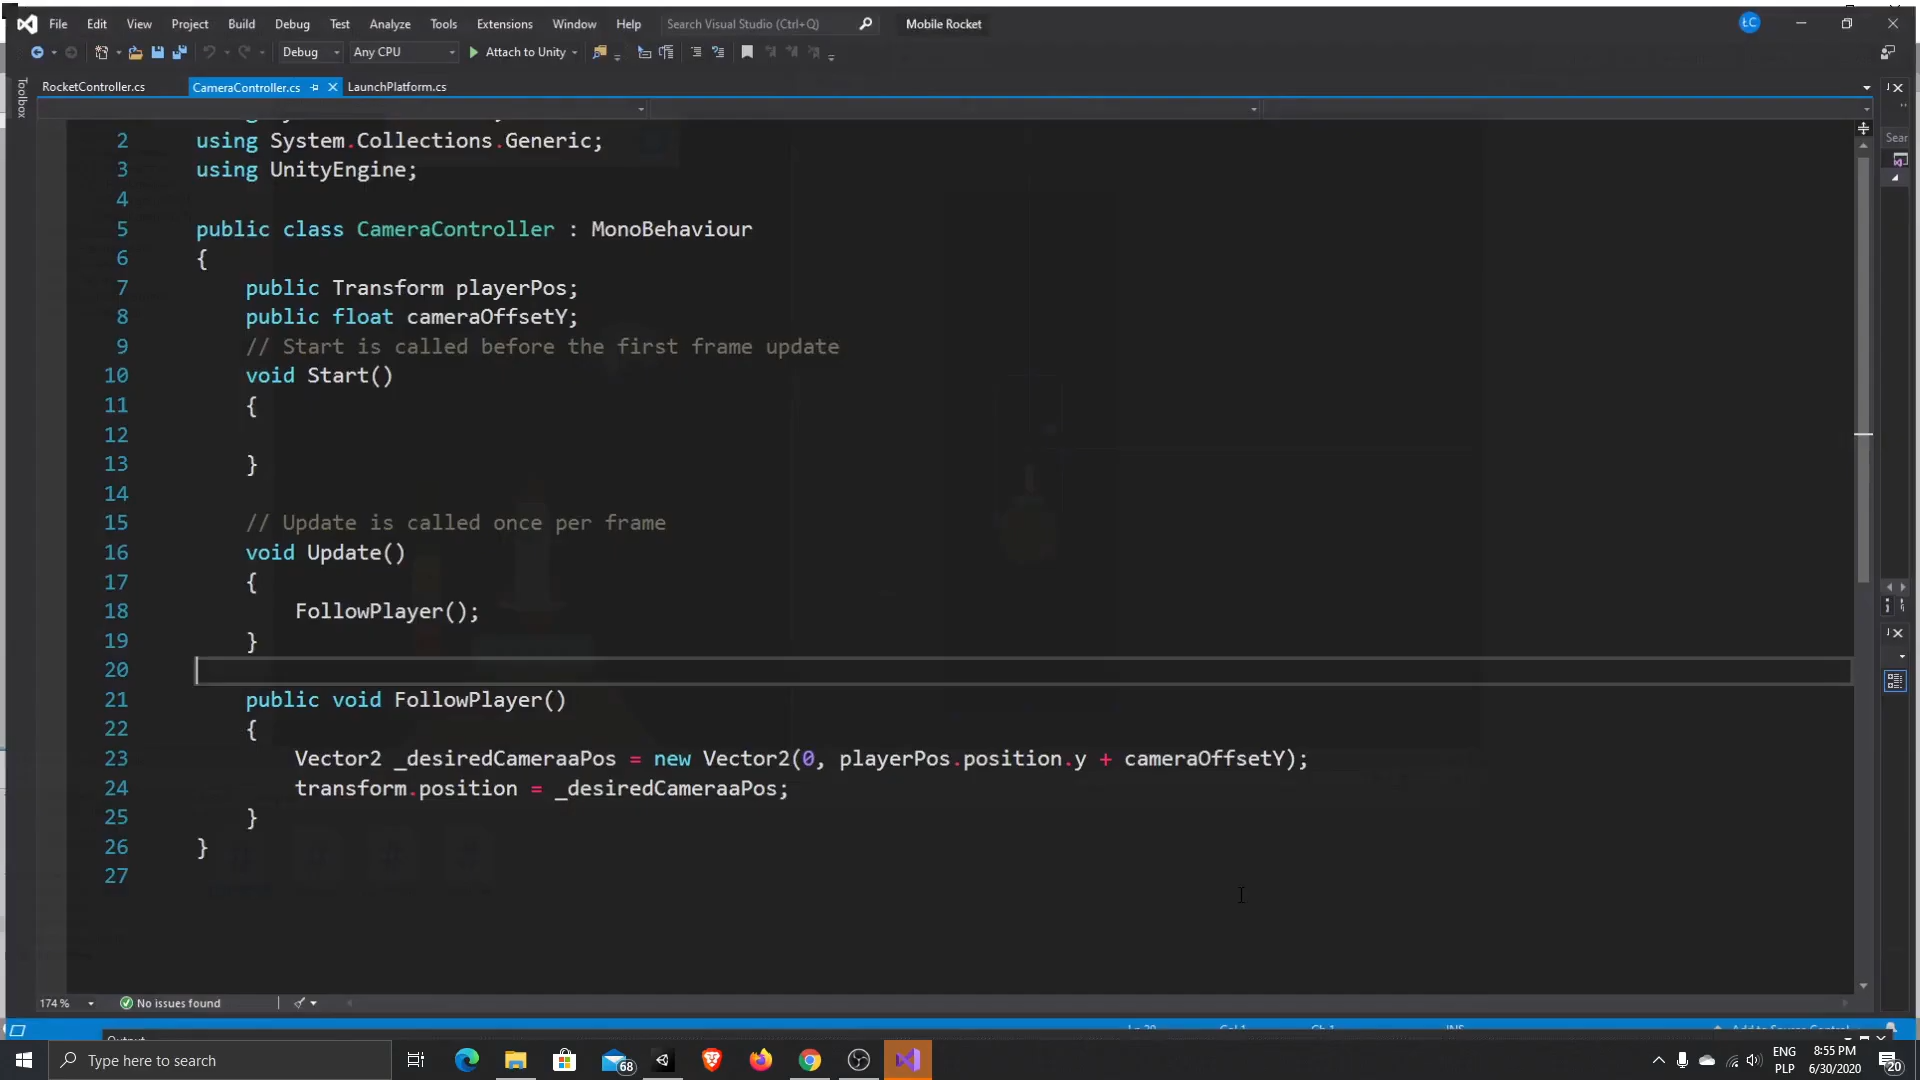 File Edit View Project Build Debug Test Analyze Tools Extensions Window Help Search Visual Studio (Ctrl+Q) Mobile Rocket ŁC
Debug Any CPU Attach to Unity
Toolbox
RocketController.cs CameraController.cs LaunchPlatform.cs
Sear
2 using System.Collections.Generic;
3 using UnityEngine;
4
5 public class CameraController : MonoBehaviour
6 {
7 public Transform playerPos;
8 public float cameraOffsetY;
9 // Start is called before the first frame update
10 void Start()
11 {
12
13 }
14
15 // Update is called once per frame
16 void Update()
17 {
18 FollowPlayer();
19 }
20
21 public void FollowPlayer()
22 {
23 Vector2 _desiredCameraaPos = new Vector2(0, playerPos.position.y + cameraOffsetY);
24 transform.position = _desiredCameraaPos;
25 }
26 }
27
174 % No issues found
Type here to search 68 ENG 8:55 PM
PLP 6/30/2020 20